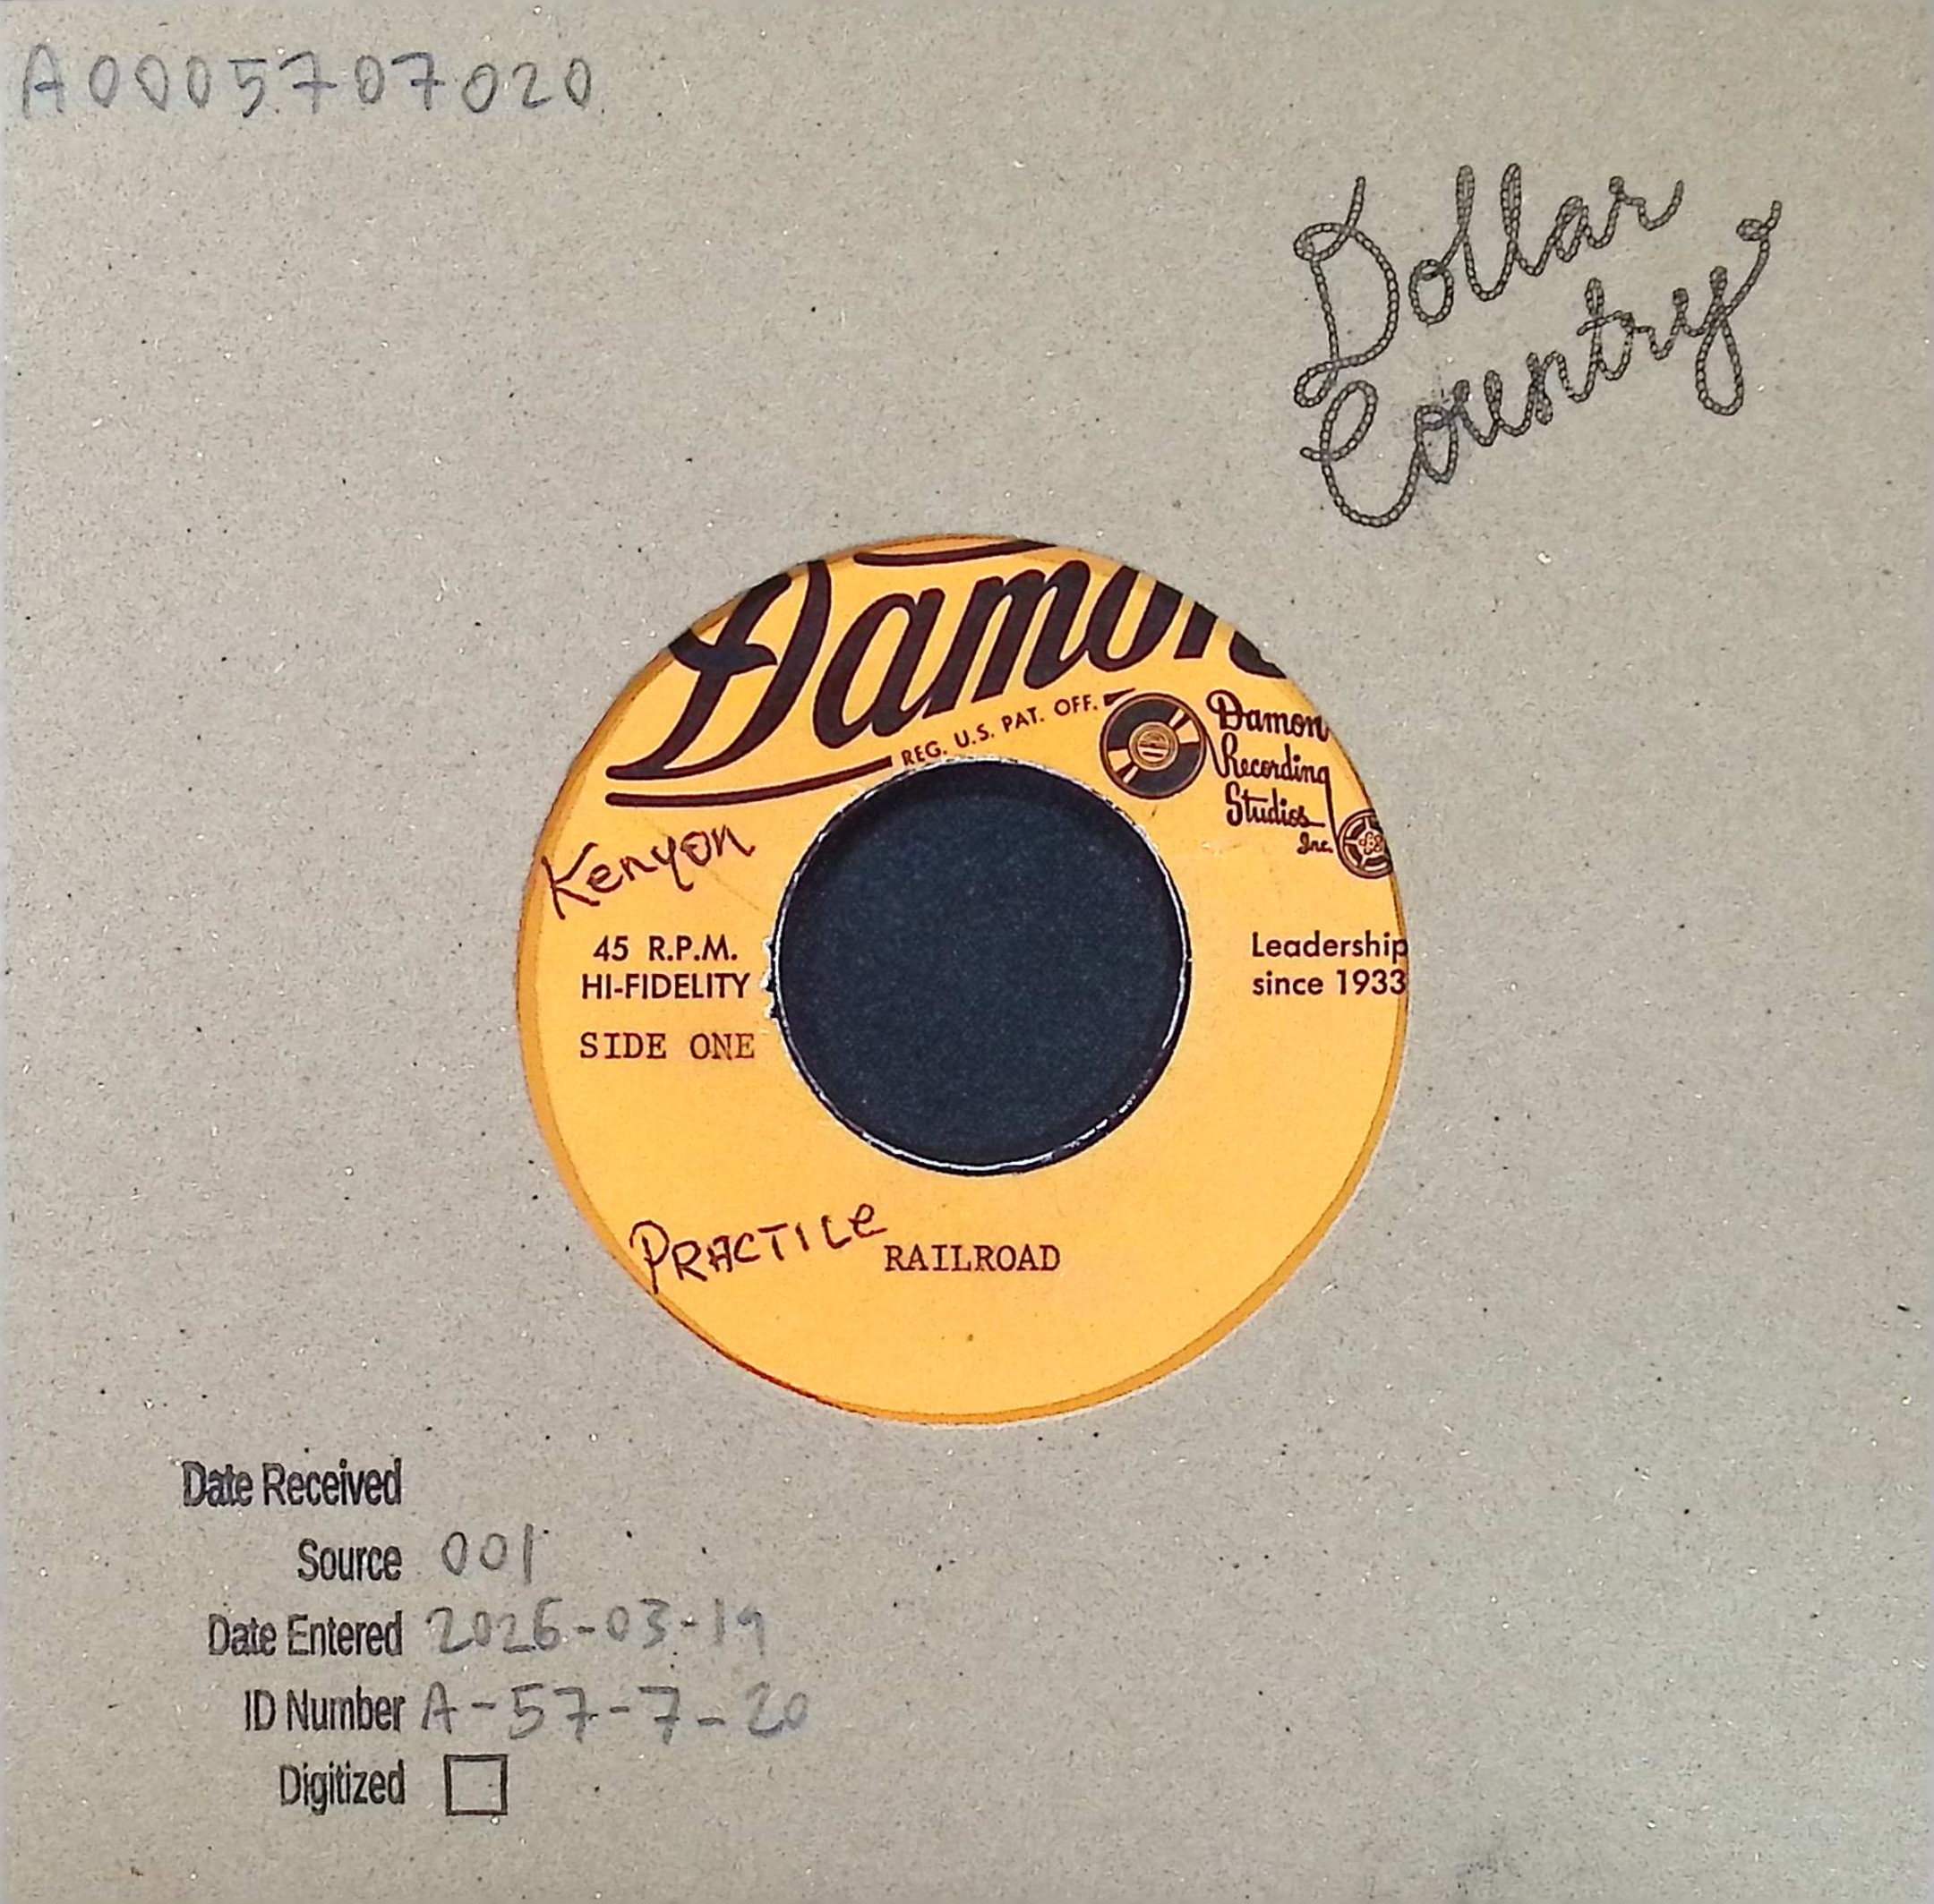 A0005707020
Dollar
Country
Damon
REG. U.S. PAT. OFF.
Damon
Recording
Studios
Inc.
Kenyon
45 R.P.M.
HI-FIDELITY
Leadership
since 1933
SIDE ONE
PRACTICe
RAILROAD
Date Received
Source 001
Date Entered 2026-03-19
ID Number A-57-7-20
Digitized